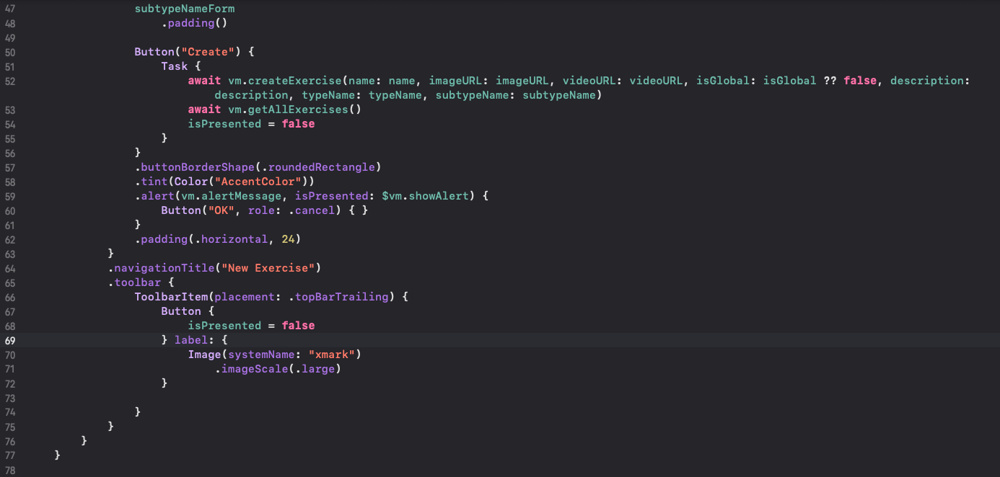 47 subtypeNameForm
48 .padding()
49
50 Button("Create") {
51 Task {
52 await vm.createExercise(name: name, imageURL: imageURL, videoURL: videoURL, isGlobal: isGlobal ?? false, description:
description, typeName: typeName, subtypeName: subtypeName)
53 await vm.getAllExercises()
54 isPresented = false
55 }
56 }
57 .buttonBorderShape(.roundedRectangle)
58 .tint(Color("AccentColor"))
59 .alert(vm.alertMessage, isPresented: $vm.showAlert) {
60 Button("OK", role: .cancel) { }
61 }
62 .padding(.horizontal, 24)
63 }
64 .navigationTitle("New Exercise")
65 .toolbar {
66 ToolbarItem(placement: .topBarTrailing) {
67 Button {
68 isPresented = false
69 } label: {
70 Image(systemName: "xmark")
71 .imageScale(.large)
72 }
73
74 }
75 }
76 }
77 }
78